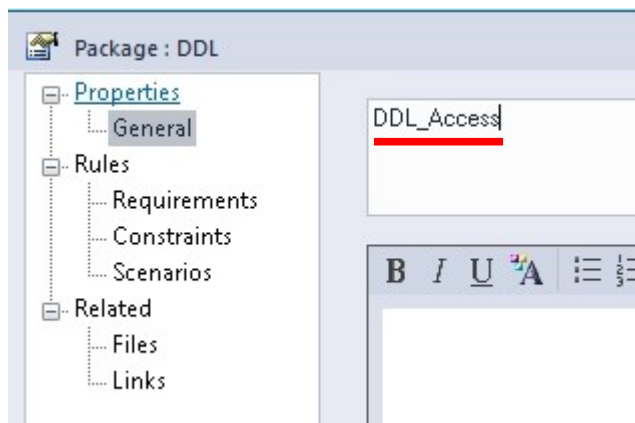 Package : DDL
Properties
General
Rules
Requirements
Constraints
Scenarios
Related
Files
Links
DDL_Access
B I U A